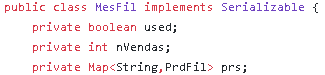 public class MesFil implements Serializable {
private boolean used;
private int nVendas;
private Map<String,PrdFil> prs;